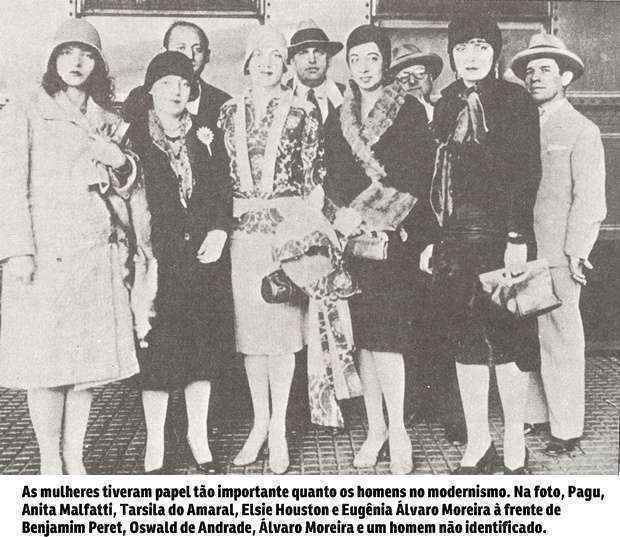 As mulheres tiveram papel tão importante quanto os homens no modernismo. Na foto, Pagu,
Anita Malfatti, Tarsila do Amaral, Elsie Houston e Eugênia Álvaro Moreira à frente de
Benjamim Peret, Oswald de Andrade, Álvaro Moreira e um homem não identificado.